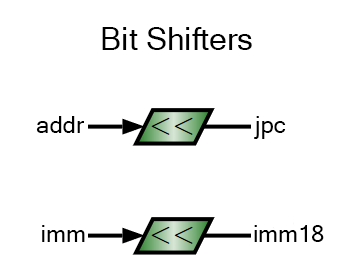 Bit Shifters
addr << jpc
imm << imm18